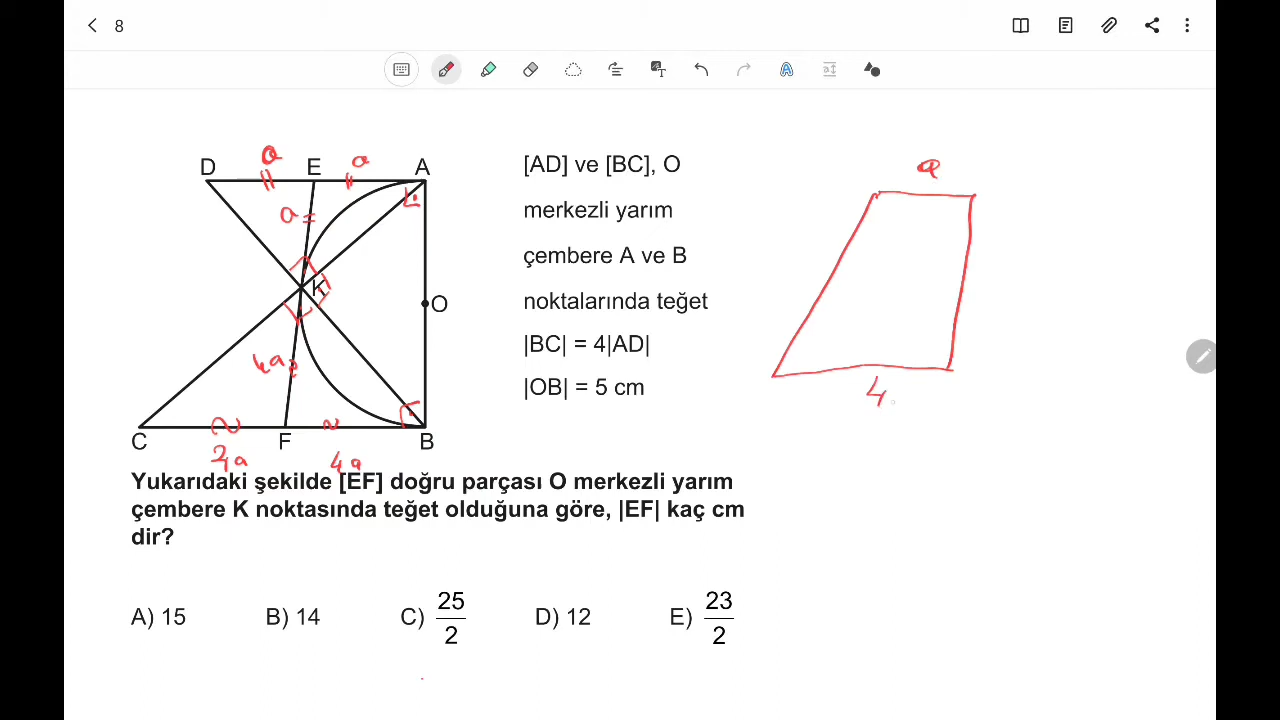 8
D E A
a a
a
K
O
4a
C F B
4a
[AD] ve [BC], O
merkezli yarım
çembere A ve B
noktalarında teğet
|BC| = 4|AD|
|OB| = 5 cm
a
4
Yukarıdaki şekilde [EF] doğru parçası O merkezli yarım
çembere K noktasında teğet olduğuna göre, |EF| kaç cm
dir?
A) 15 B) 14 C) 25/2 D) 12 E) 23/2